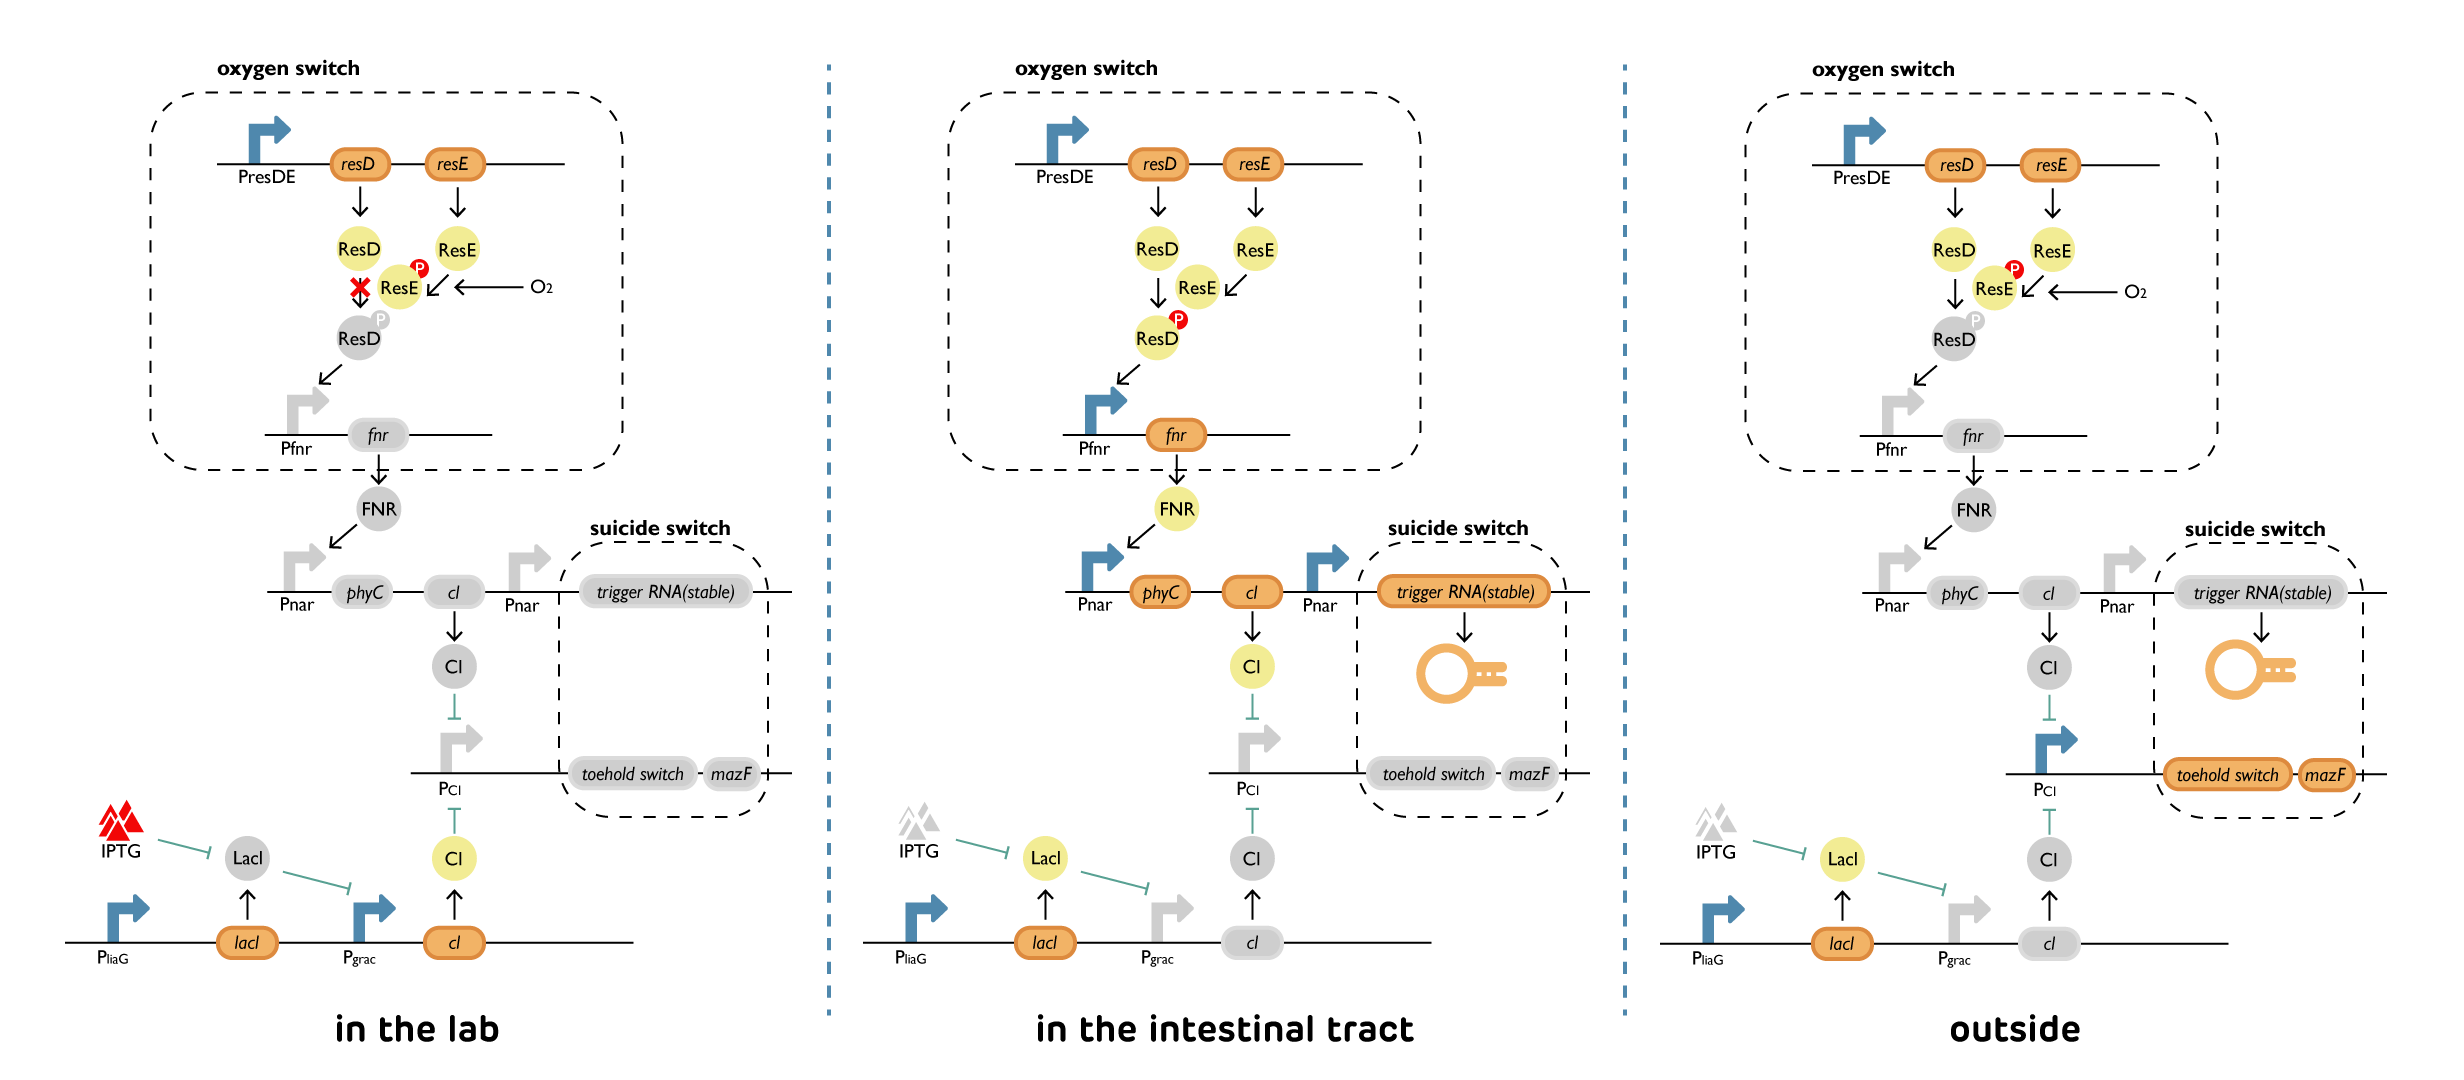 oxygen switch
PresDE
resD
resE
ResD
ResE
P
ResE
O2
P
ResD
Pfnr
fnr
FNR
suicide switch
Pnar
phyC
cI
Pnar
trigger RNA(stable)
CI
PCI
toehold switch
mazF
IPTG
LacI
CI
PliaG
lacI
Pgrac
cI
in the lab
oxygen switch
PresDE
resD
resE
ResD
ResE
ResE
P
ResD
Pfnr
fnr
FNR
suicide switch
Pnar
phyC
cI
Pnar
trigger RNA(stable)
CI
PCI
toehold switch
mazF
IPTG
LacI
CI
PliaG
lacI
Pgrac
cI
in the intestinal tract
oxygen switch
PresDE
resD
resE
ResD
ResE
P
ResE
O2
P
ResD
Pfnr
fnr
FNR
suicide switch
Pnar
phyC
cI
Pnar
trigger RNA(stable)
CI
PCI
toehold switch
mazF
IPTG
LacI
CI
PliaG
lacI
Pgrac
cI
outside